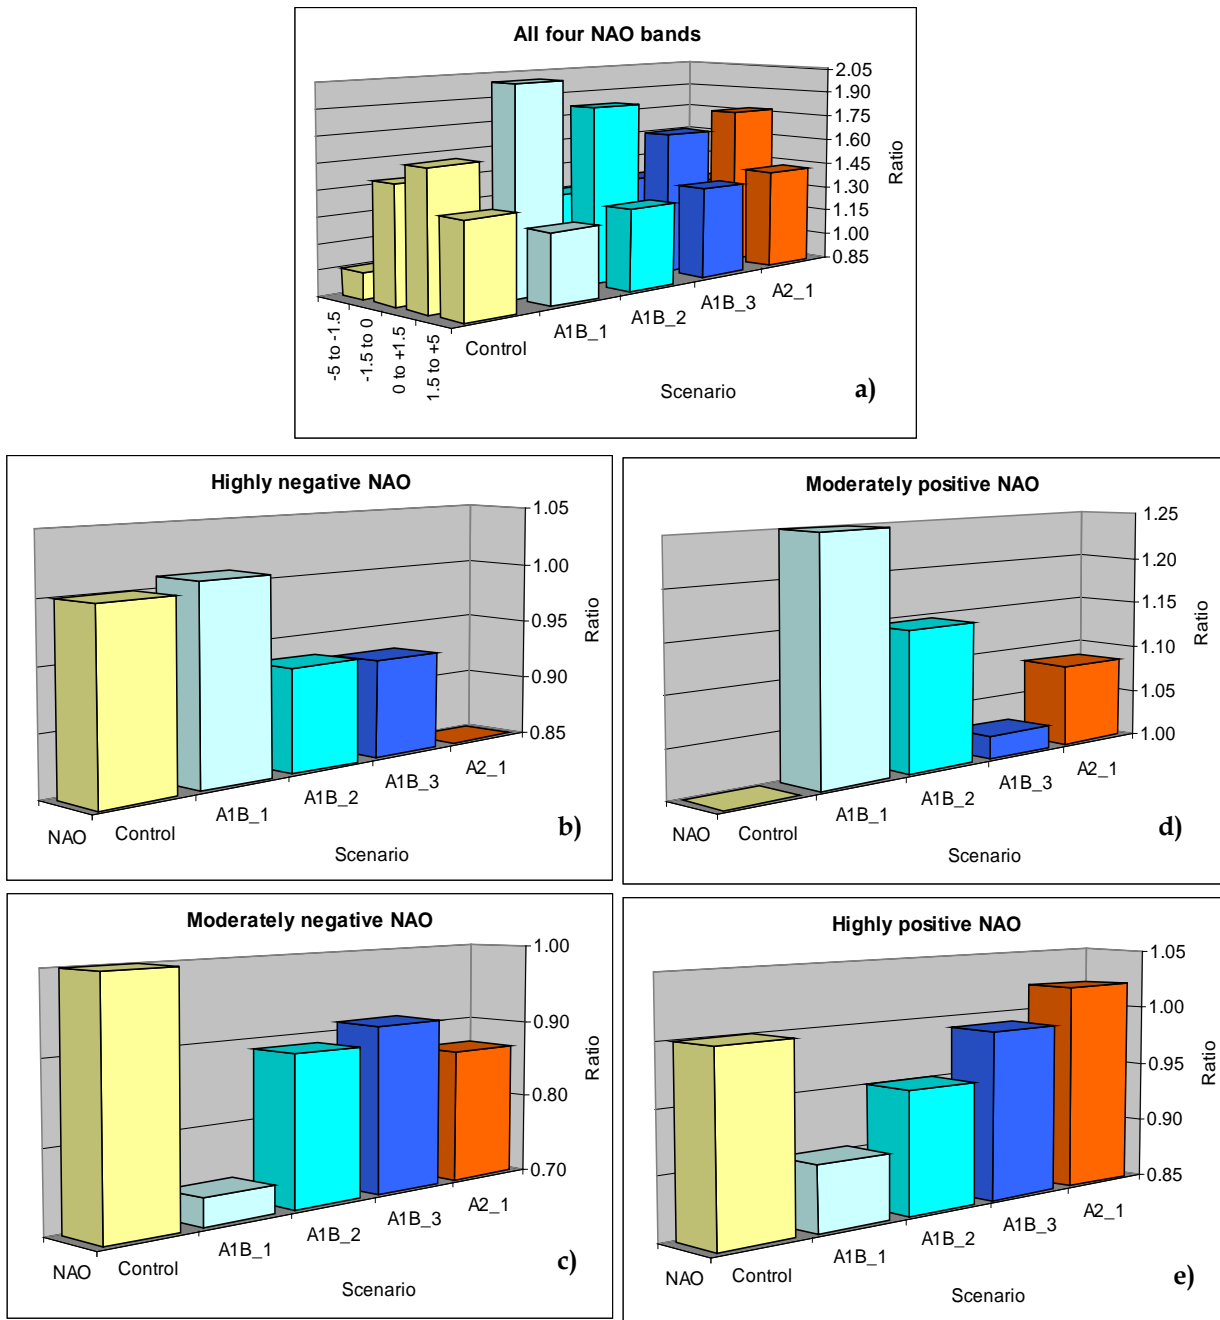 All four NAO bands
2.05
1.90
1.75
1.60
1.45
1.30
1.15
1.00
0.85
Ratio
-5 to -1.5
-1.5 to 0
0 to +1.5
1.5 to +5
Control
A1B_1
A1B_2
A1B_3
A2_1
Scenario
a)
Highly negative NAO
1.05
1.00
0.95
0.90
0.85
Ratio
NAO
Control
A1B_1
A1B_2
A1B_3
A2_1
Scenario
b)
Moderately positive NAO
1.25
1.20
1.15
1.10
1.05
1.00
Ratio
NAO
Control
A1B_1
A1B_2
A1B_3
A2_1
Scenario
d)
Moderately negative NAO
1.00
0.90
0.80
0.70
Ratio
NAO
Control
A1B_1
A1B_2
A1B_3
A2_1
Scenario
c)
Highly positive NAO
1.05
1.00
0.95
0.90
0.85
Ratio
NAO
Control
A1B_1
A1B_2
A1B_3
A2_1
Scenario
e)